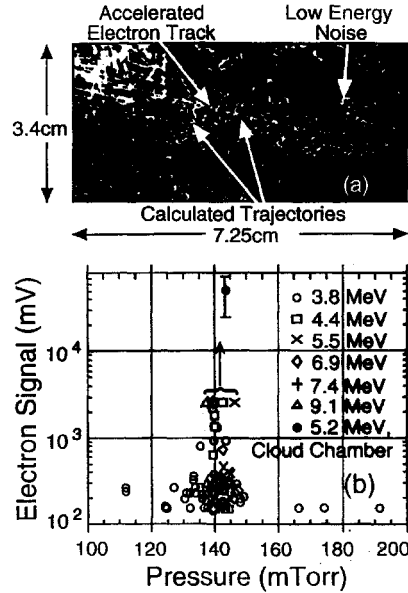 Accelerated
Electron Track
Low Energy
Noise
3.4cm
(a)
Calculated Trajectories
7.25cm
Electron Signal (mV)
10^4
10^3
10^2
○ 3.8 MeV
□ 4.4 MeV
× 5.5 MeV
◇ 6.9 MeV
+ 7.4 MeV
△ 9.1 MeV
● 5.2 MeV
Cloud Chamber
(b)
100 120 140 160 180 200
Pressure (mTorr)